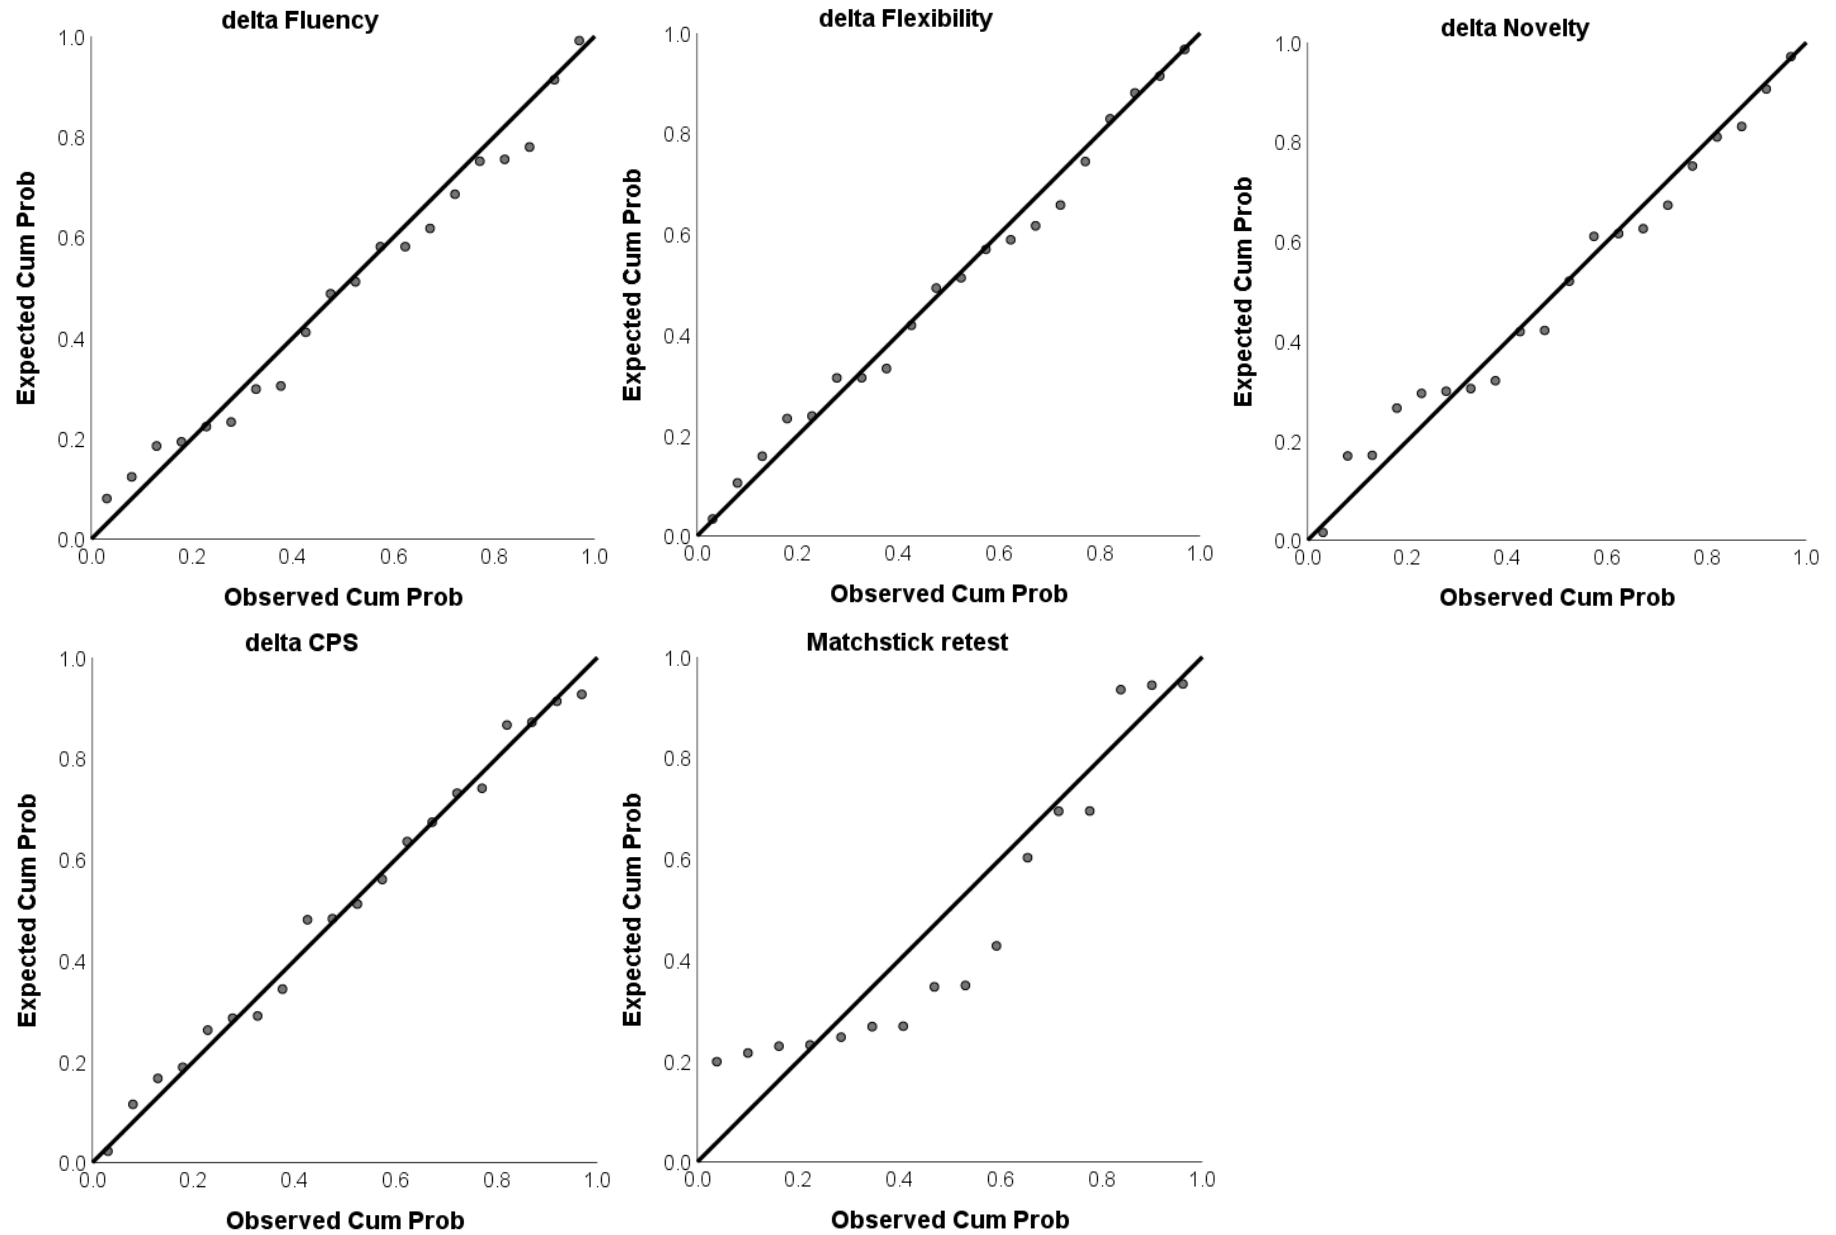 delta Fluency
1.0
0.8
0.6
0.4
0.2
0.0
Expected Cum Prob
0.0 0.2 0.4 0.6 0.8 1.0
Observed Cum Prob
delta Flexibility
1.0
0.8
0.6
0.4
0.2
0.0
Expected Cum Prob
0.0 0.2 0.4 0.6 0.8 1.0
Observed Cum Prob
delta Novelty
1.0
0.8
0.6
0.4
0.2
0.0
Expected Cum Prob
0.0 0.2 0.4 0.6 0.8 1.0
Observed Cum Prob
delta CPS
1.0
0.8
0.6
0.4
0.2
0.0
Expected Cum Prob
0.0 0.2 0.4 0.6 0.8 1.0
Observed Cum Prob
Matchstick retest
1.0
0.8
0.6
0.4
0.2
0.0
Expected Cum Prob
0.0 0.2 0.4 0.6 0.8 1.0
Observed Cum Prob